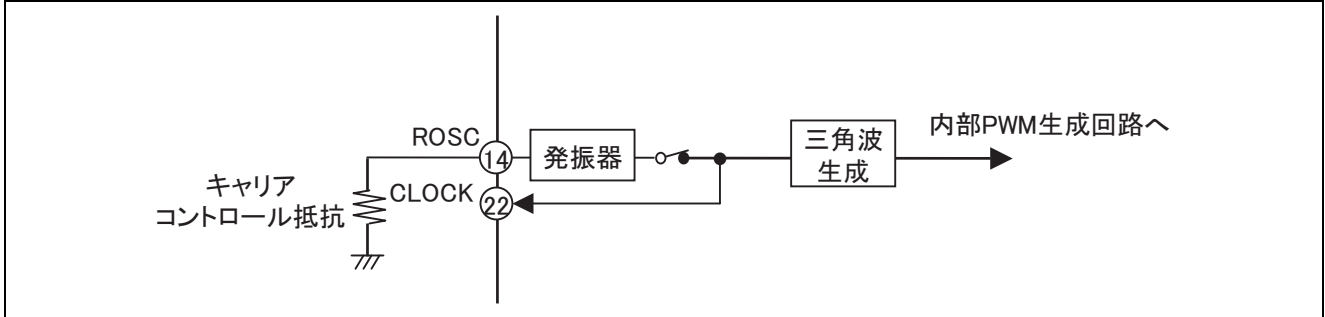 ROSC
14
発振器
三角波
生成
内部PWM生成回路へ
キャリア
コントロール抵抗
CLOCK
22